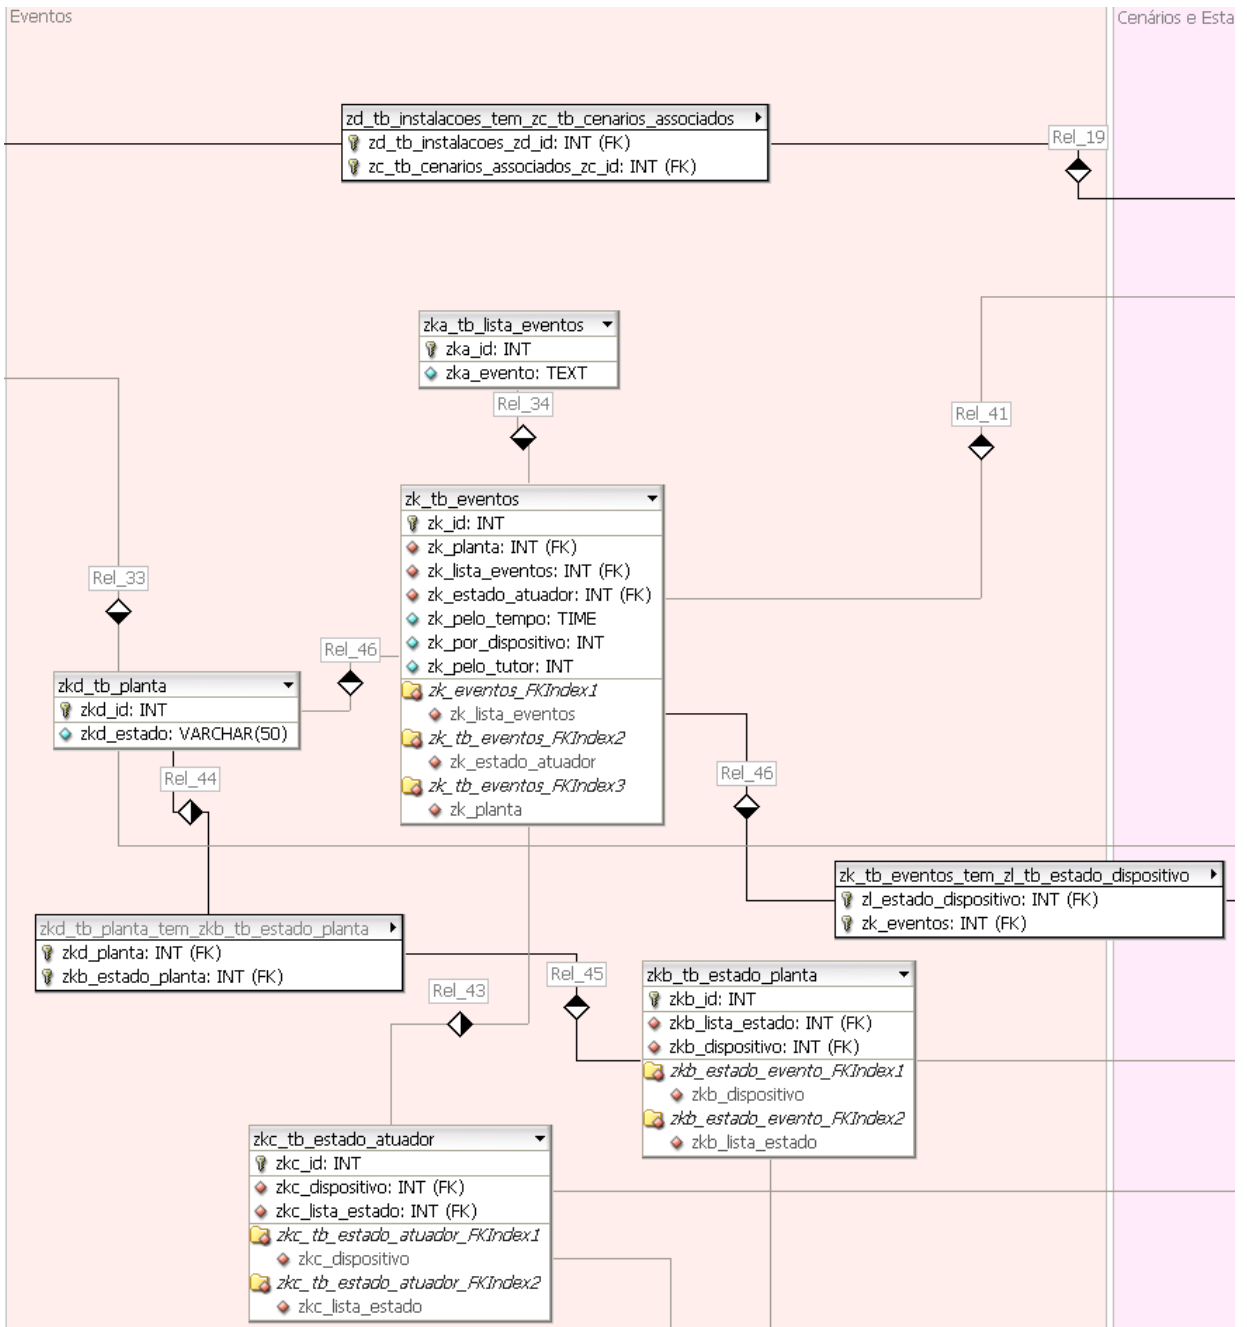 Eventos
Cenários e Esta
zd_tb_instalacoes_tem_zc_tb_cenarios_associados
zd_tb_instalacoes_zd_id: INT (FK)
zc_tb_cenarios_associados_zc_id: INT (FK)
Rel_19
zka_tb_lista_eventos
zka_id: INT
zka_evento: TEXT
Rel_34
Rel_41
zk_tb_eventos
zk_id: INT
zk_planta: INT (FK)
zk_lista_eventos: INT (FK)
zk_estado_atuador: INT (FK)
zk_pelo_tempo: TIME
zk_por_dispositivo: INT
zk_pelo_tutor: INT
zk_eventos_FKIndex1
zk_lista_eventos
zk_tb_eventos_FKIndex2
zk_estado_atuador
zk_tb_eventos_FKIndex3
zk_planta
Rel_33
Rel_46
zkd_tb_planta
zkd_id: INT
zkd_estado: VARCHAR(50)
Rel_44
Rel_46
zk_tb_eventos_tem_zl_tb_estado_dispositivo
zl_estado_dispositivo: INT (FK)
zk_eventos: INT (FK)
zkd_tb_planta_tem_zkb_tb_estado_planta
zkd_planta: INT (FK)
zkb_estado_planta: INT (FK)
Rel_43
Rel_45
zkb_tb_estado_planta
zkb_id: INT
zkb_lista_estado: INT (FK)
zkb_dispositivo: INT (FK)
zkb_estado_evento_FKIndex1
zkb_dispositivo
zkb_estado_evento_FKIndex2
zkb_lista_estado
zkc_tb_estado_atuador
zkc_id: INT
zkc_dispositivo: INT (FK)
zkc_lista_estado: INT (FK)
zkc_tb_estado_atuador_FKIndex1
zkc_dispositivo
zkc_tb_estado_atuador_FKIndex2
zkc_lista_estado